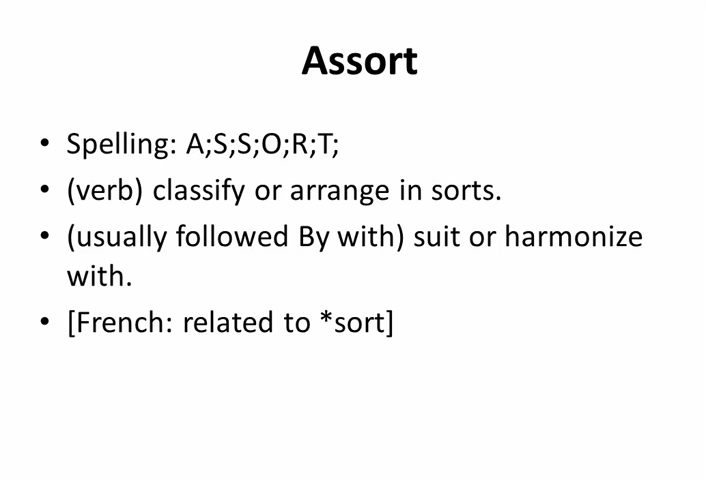 Assort
• Spelling: A;S;S;O;R;T;
• (verb) classify or arrange in sorts.
• (usually followed By with) suit or harmonize
with.
• [French: related to *sort]